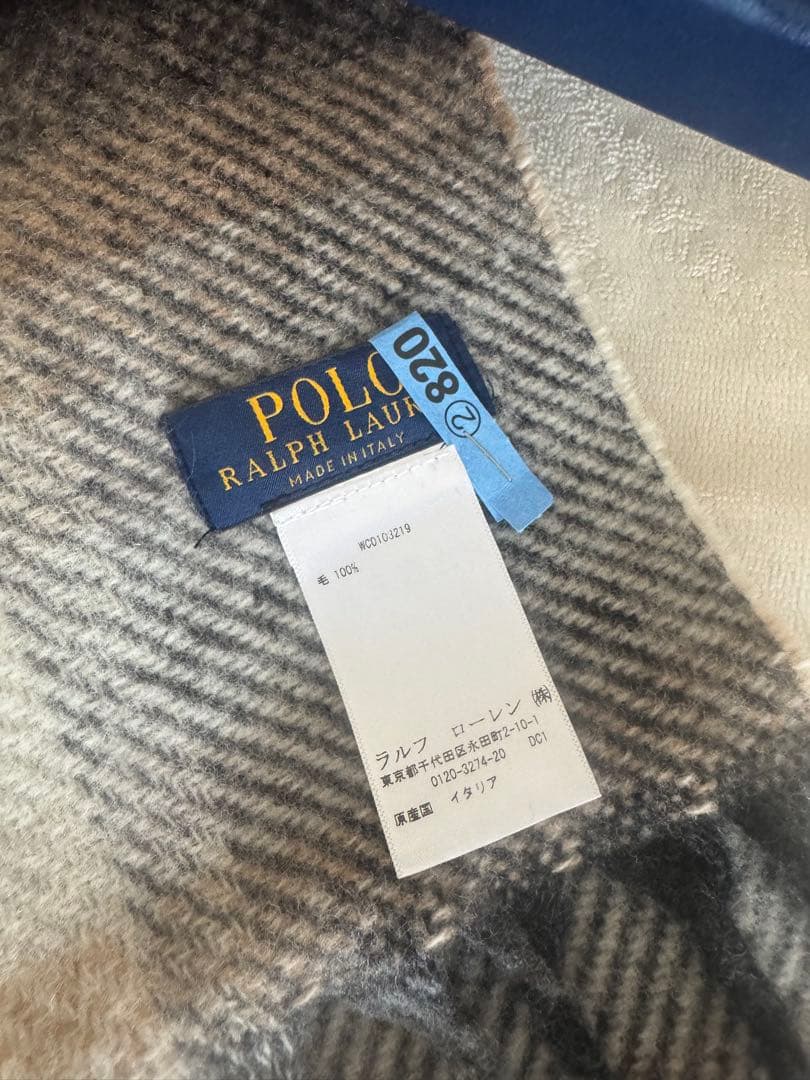 POLO
RALPH LAUR
MADE IN ITALY
820
②
WC0103219
毛 100%
ラルフ ローレン ㈱
東京都千代田区永田町2-10-1
0120-3274-20 DC1
原産国 イタリア